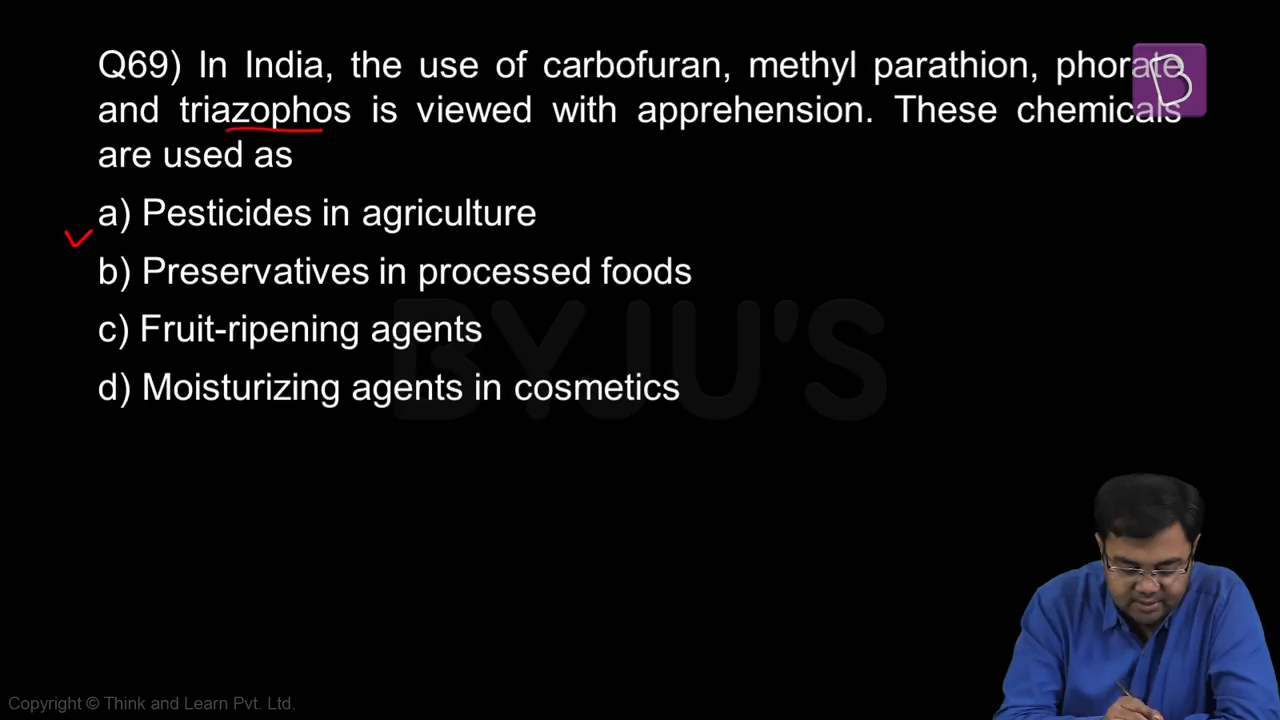 Q69) In India, the use of carbofuran, methyl parathion, phorate
and triazophos is viewed with apprehension. These chemicals
are used as
a) Pesticides in agriculture
b) Preservatives in processed foods
c) Fruit-ripening agents
d) Moisturizing agents in cosmetics
BYJU'S
B
Copyright © Think and Learn Pvt. Ltd.